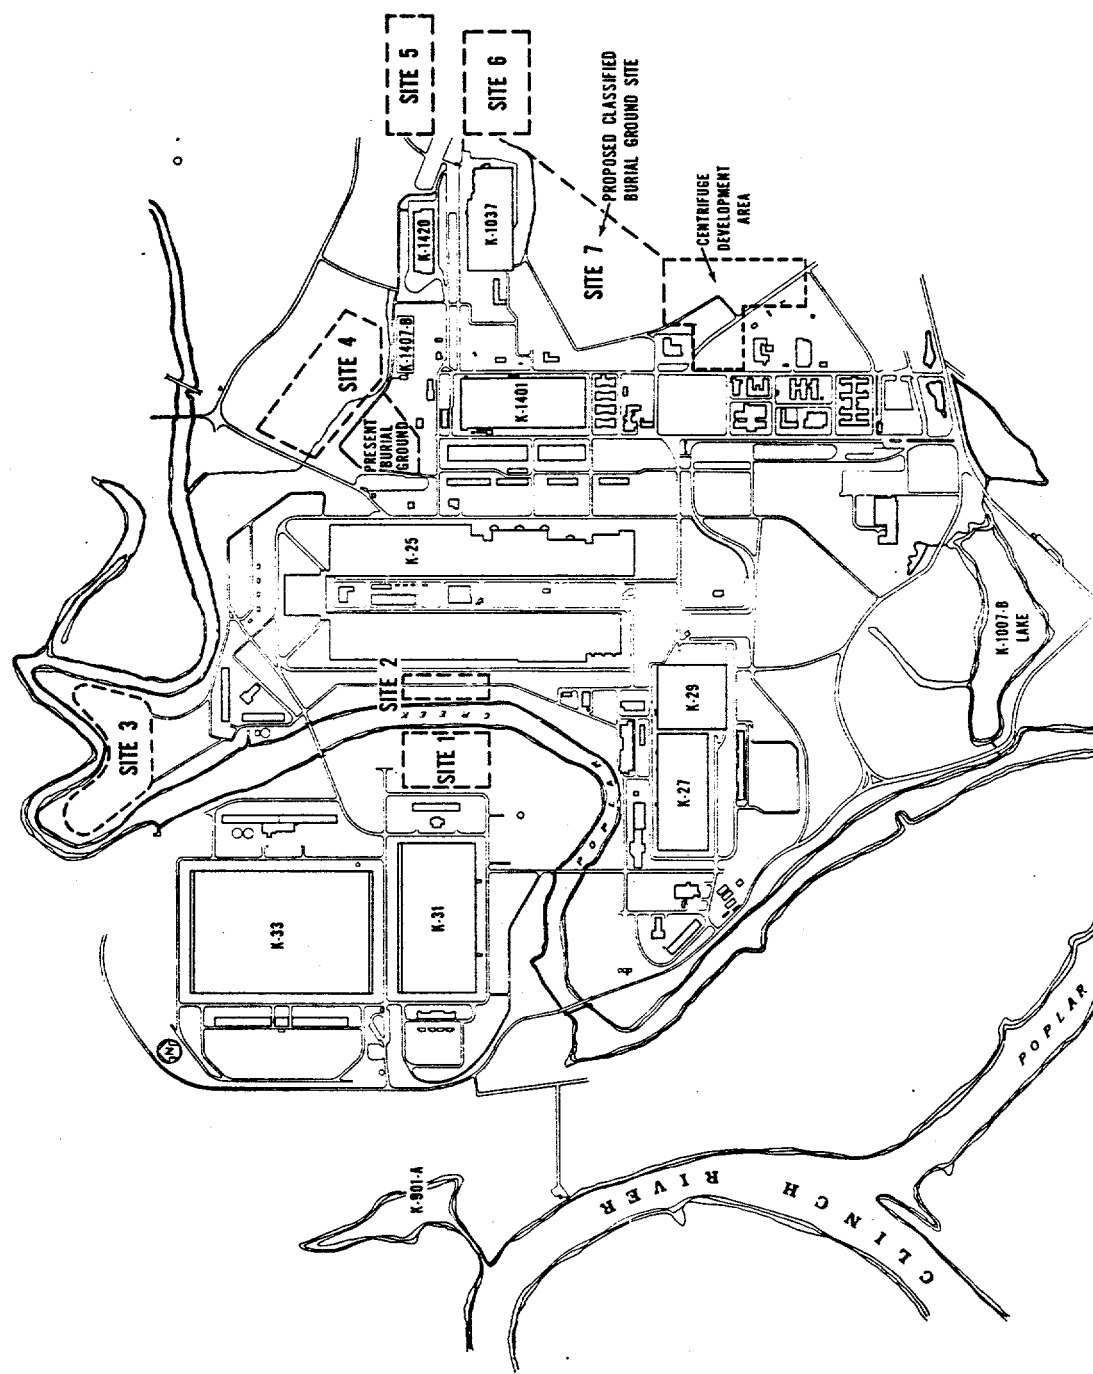 SITE 5
SITE 6
PROPOSED CLASSIFIED
BURIAL GROUND SITE
SITE 7
CENTRIFUGE
DEVELOPMENT
AREA
K-1420
K-1037
SITE 4
K-1407-B
PRESENT
BURIAL
GROUND
K-1401
K-25
SITE 3
SITE 2
SITE 1
POPLAR
CREEK
K-29
K-27
K-1007-B
LAKE
K-33
K-31
N
K-901-A
CLINCH
RIVER
POPLAR